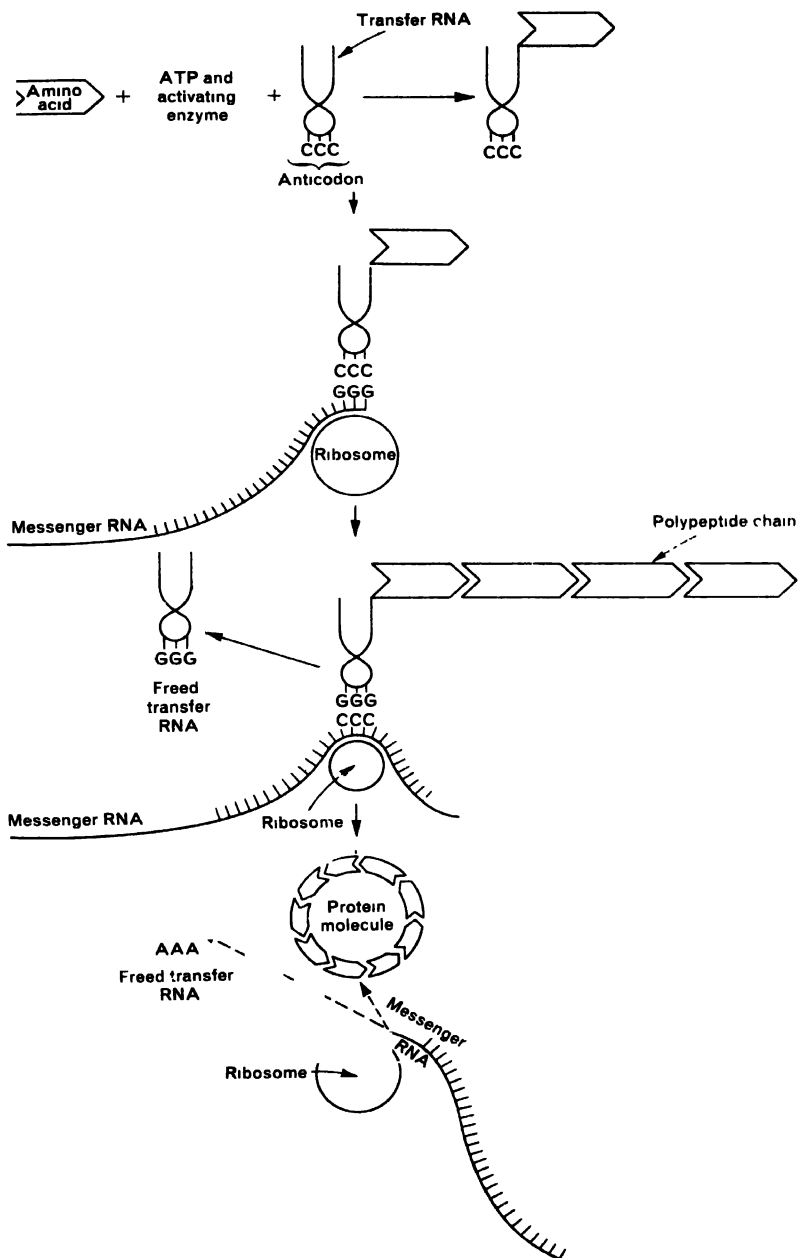 Transfer RNA
Amino
acid
+
ATP and
activating
enzyme
+
CCC
Anticodon
CCC
CCC
GGG
Ribosome
Messenger RNA
Polypeptide chain
GGG
Freed
transfer
RNA
GGG
CCC
Messenger RNA
Ribosome
Protein
molecule
AAA
Freed transfer
RNA
Messenger
RNA
Ribosome